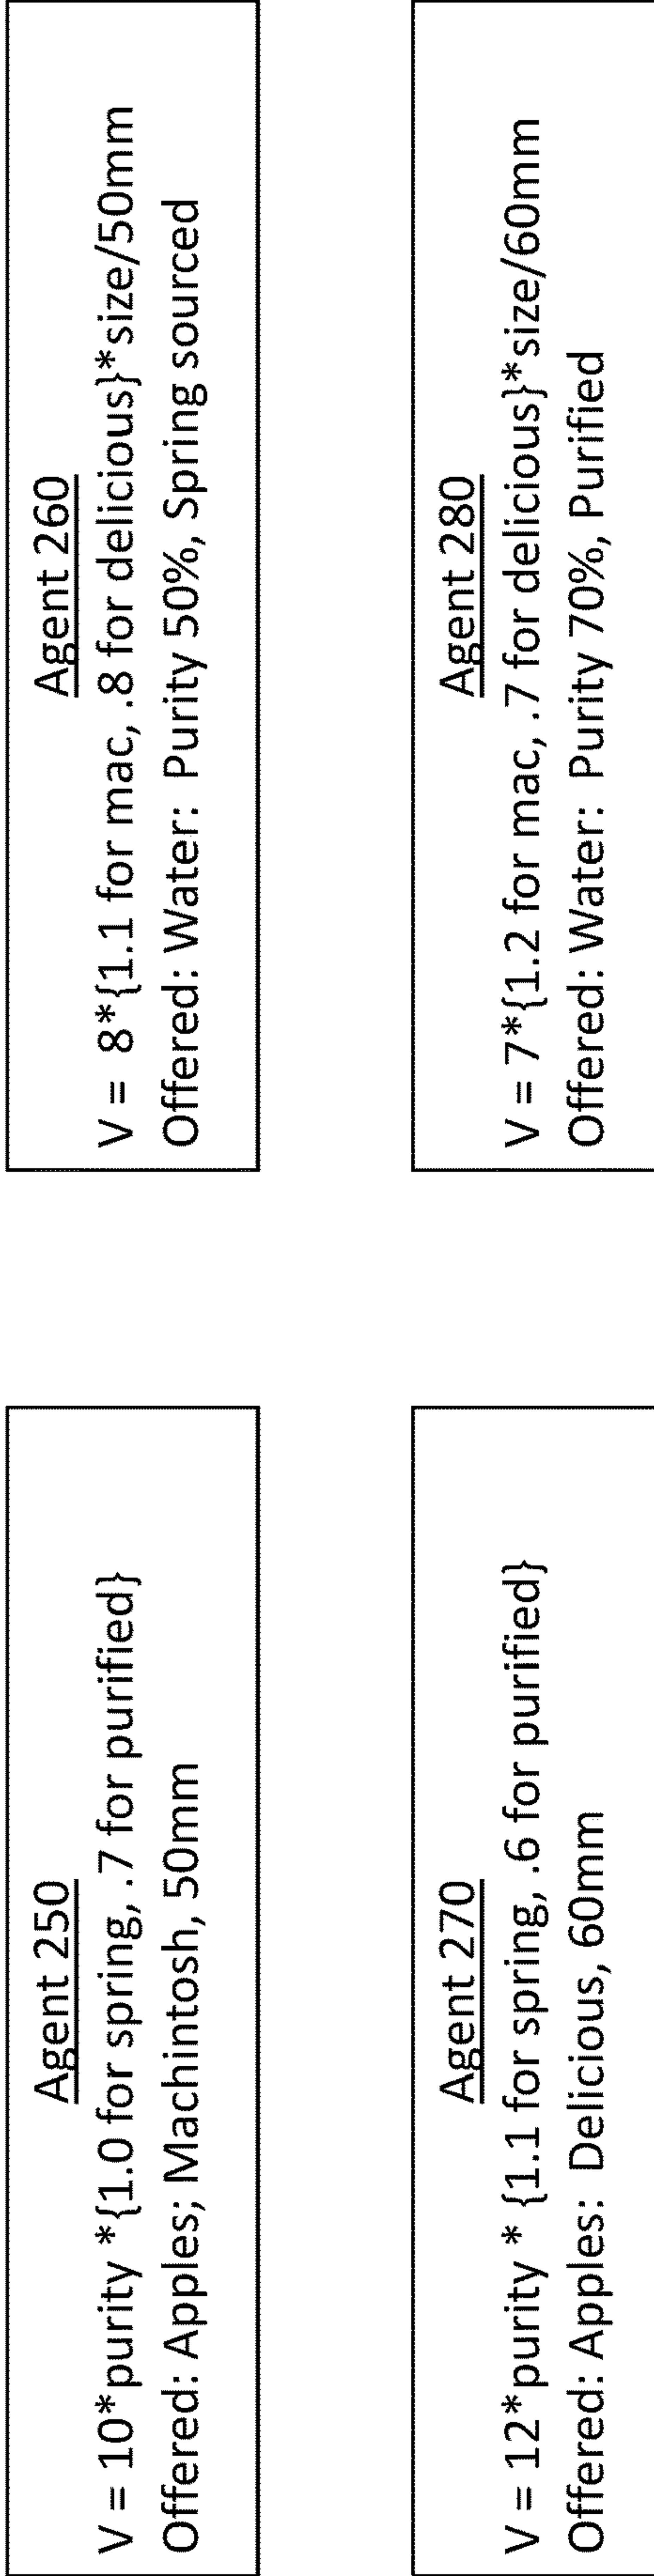 Agent 250
V = 10*purity *{1.0 for spring, .7 for purified}
Offered: Apples; Machintosh, 50mm
Agent 260
V = 8*{1.1 for mac, .8 for delicious}*size/50mm
Offered: Water: Purity 50%, Spring sourced
Agent 270
V = 12*purity * {1.1 for spring, .6 for purified}
Offered: Apples: Delicious, 60mm
Agent 280
V = 7*{1.2 for mac, .7 for delicious}*size/60mm
Offered: Water: Purity 70%, Purified